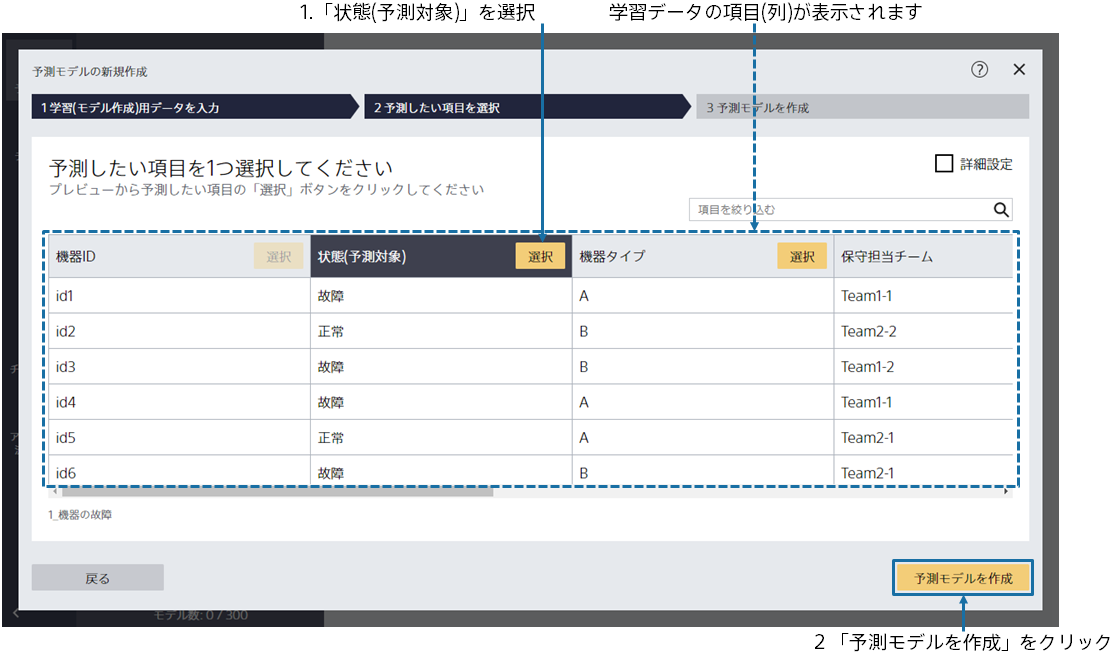 1.「状態(予測対象)」を選択
学習データの項目(列)が表示されます
予測モデルの新規作成
1 学習(モデル作成)用データを入力
2 予測したい項目を選択
3 予測モデルを作成
予測したい項目を1つ選択してください
詳細設定
プレビューから予測したい項目の「選択」ボタンをクリックしてください
項目を絞り込む
機器ID 選択 状態(予測対象) 選択 機器タイプ 選択 保守担当チーム
id1 故障 A Team1-1
id2 正常 B Team2-2
id3 故障 B Team1-2
id4 故障 A Team1-1
id5 正常 A Team2-1
id6 故障 B Team2-1
1_機器の故障
戻る
予測モデルを作成
モデル数: 0 / 300
2 「予測モデルを作成」をクリック